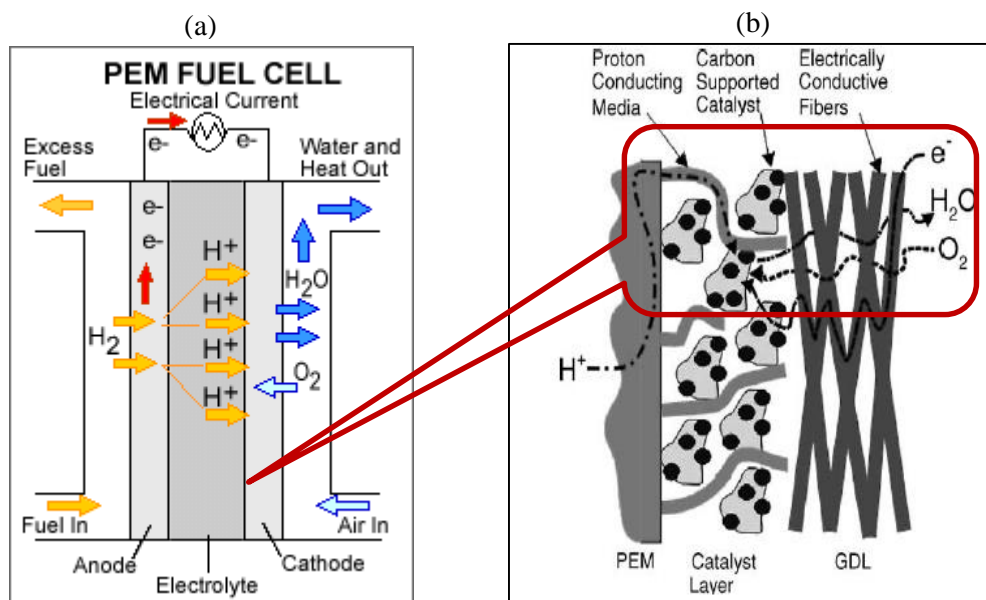 (a)
PEM FUEL CELL
Electrical Current
e-
e-
Excess
Fuel
Water and
Heat Out
e-
e-
H+
H2O
H+
H2
H+
O2
H+
Fuel In
Air In
Anode
Cathode
Electrolyte
(b)
Proton
Conducting
Media
Carbon
Supported
Catalyst
Electrically
Conductive
Fibers
e-
H2O
O2
H+
PEM
Catalyst
Layer
GDL